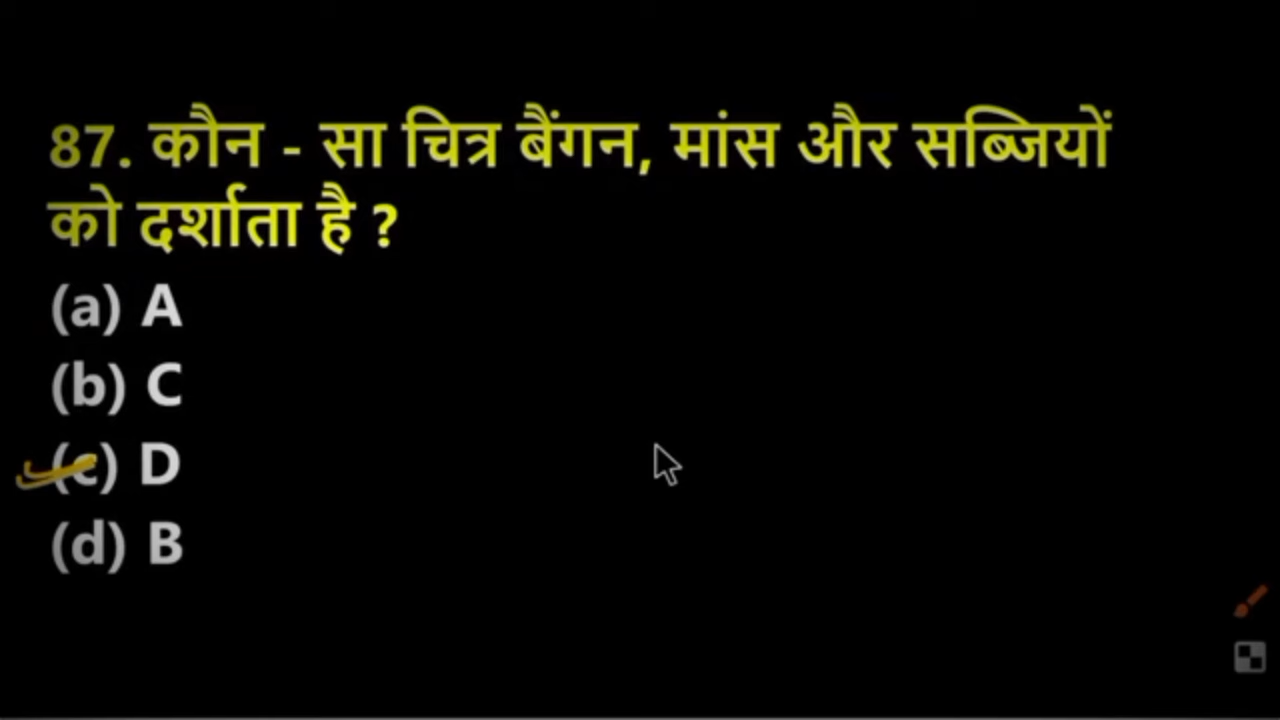 87. कौन - सा चित्र बैंगन, मांस और सब्जियों
को दर्शाता है ?
(a) A
(b) C
(c) D
(d) B